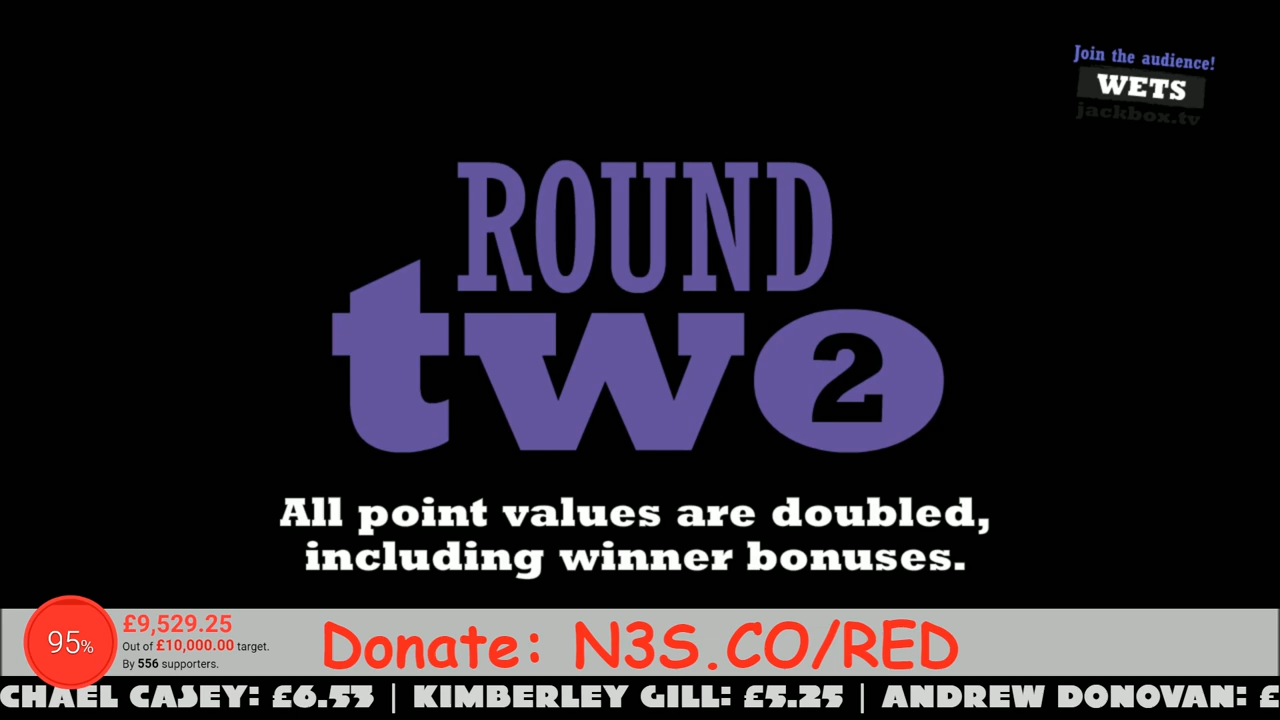 Join the audience!
WETS
jackbox.tv
ROUND
two
2
All point values are doubled,
including winner bonuses.
95%
£9,529.25
Out of £10,000.00 target.
By 556 supporters.
Donate: N3S.CO/RED
CHAEL CASEY: £6.53 | KIMBERLEY GILL: £5.25 | ANDREW DONOVAN: £